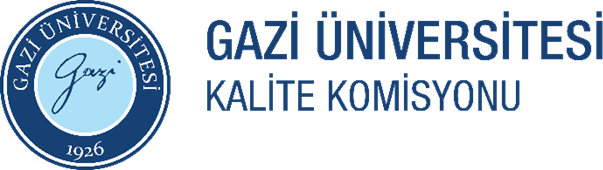 GAZİ ÜNİVERSİTESİ
gazi
1926
GAZİ ÜNİVERSİTESİ
KALİTE KOMİSYONU